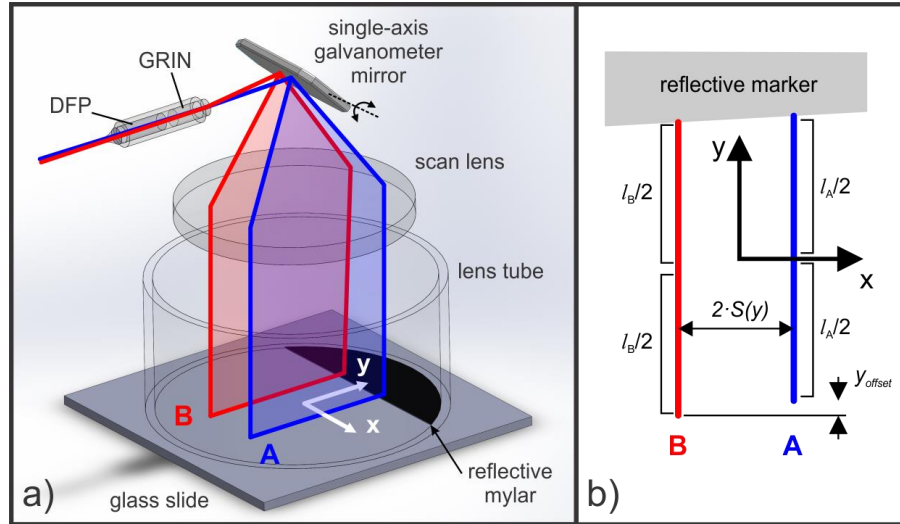 single-axis
galvanometer
mirror
GRIN
DFP
scan lens
lens tube
y
x
B
A
reflective
mylar
glass slide
a)
b)
reflective marker
y
x
l_B/2
l_A/2
2·S(y)
l_B/2
l_A/2
y_offset
B
A